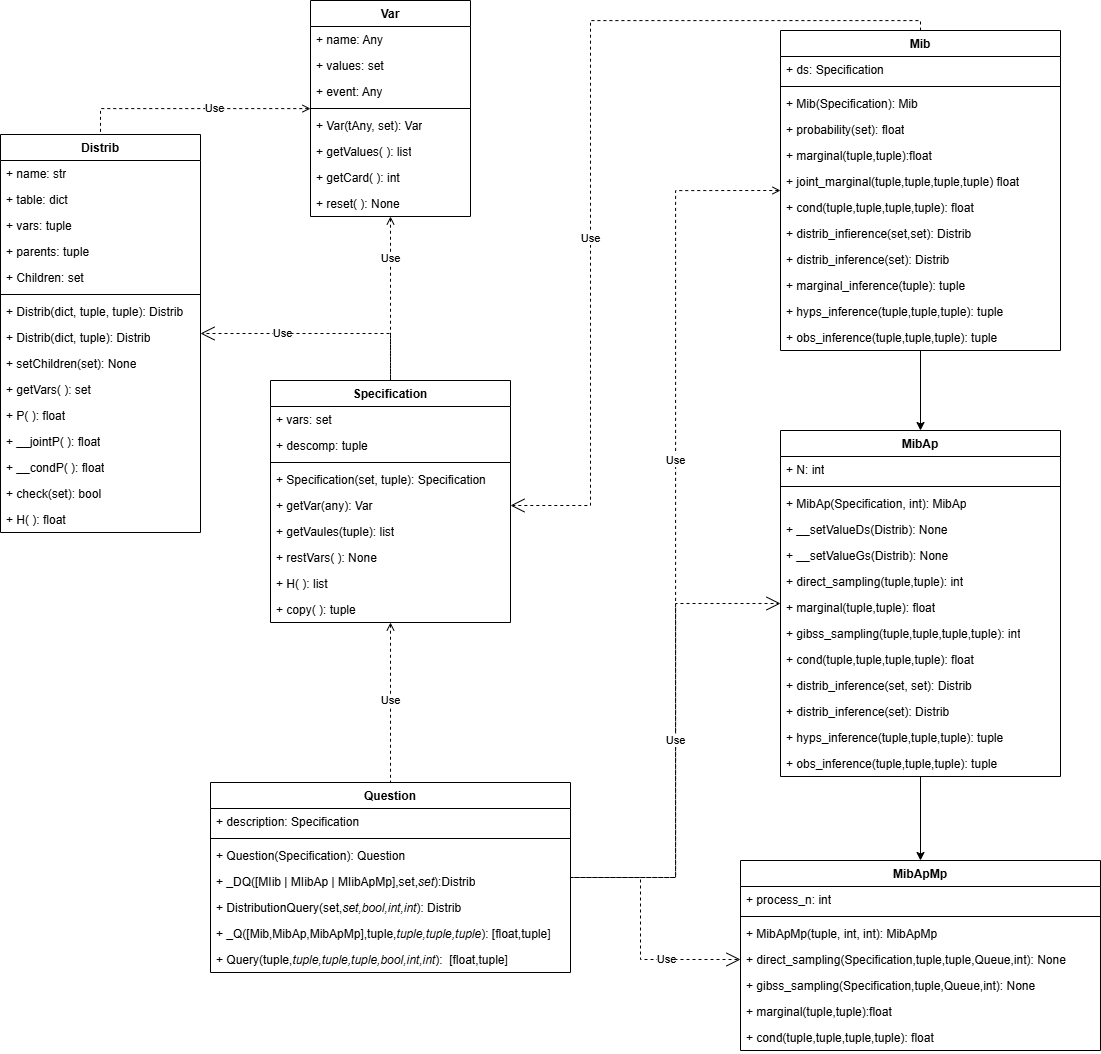 Var
+ name: Any
+ values: set
+ event: Any
+ Var(tAny, set): Var
+ getValues( ): list
+ getCard( ): int
+ reset( ): None
Use
Distrib
+ name: str
+ table: dict
+ vars: tuple
+ parents: tuple
+ Children: set
+ Distrib(dict, tuple, tuple): Distrib
+ Distrib(dict, tuple): Distrib
+ setChildren(set): None
+ getVars( ): set
+ P( ): float
+ __jointP( ): float
+ __condP( ): float
+ check(set): bool
+ H( ): float
Use
Use
Specification
+ vars: set
+ descomp: tuple
+ Specification(set, tuple): Specification
+ getVar(any): Var
+ getVaules(tuple): list
+ restVars( ): None
+ H( ): list
+ copy( ): tuple
Use
Use
Mib
+ ds: Specification
+ Mib(Specification): Mib
+ probability(set): float
+ marginal(tuple,tuple):float
+ joint_marginal(tuple,tuple,tuple,tuple) float
+ cond(tuple,tuple,tuple,tuple): float
+ distrib_infierence(set,set): Distrib
+ distrib_inference(set): Distrib
+ marginal_inference(tuple): tuple
+ hyps_inference(tuple,tuple,tuple): tuple
+ obs_inference(tuple,tuple,tuple): tuple
Use
MibAp
+ N: int
+ MibAp(Specification, int): MibAp
+ __setValueDs(Distrib): None
+ __setValueGs(Distrib): None
+ direct_sampling(tuple,tuple): int
+ marginal(tuple,tuple): float
+ gibss_sampling(tuple,tuple,tuple,tuple): int
+ cond(tuple,tuple,tuple,tuple): float
+ distrib_inference(set, set): Distrib
+ distrib_inference(set): Distrib
+ hyps_inference(tuple,tuple,tuple): tuple
+ obs_inference(tuple,tuple,tuple): tuple
Use
Question
+ description: Specification
+ Question(Specification): Question
+ _DQ([MIib | MIibAp | MIibApMp],set,set):Distrib
+ DistributionQuery(set,set,bool,int,int): Distrib
+ _Q([Mib,MibAp,MibApMp],tuple,tuple,tuple,tuple): [float,tuple]
+ Query(tuple,tuple,tuple,tuple,bool,int,int):  [float,tuple]
Use
MibApMp
+ process_n: int
+ MibApMp(tuple, int, int): MibApMp
+ direct_sampling(Specification,tuple,tuple,Queue,int): None
+ gibss_sampling(Specification,tuple,Queue,int): None
+ marginal(tuple,tuple):float
+ cond(tuple,tuple,tuple,tuple): float